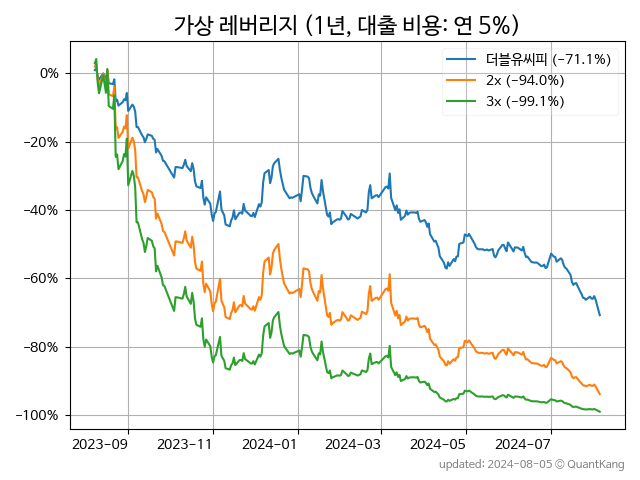 가상 레버리지 (1년, 대출 비용: 연 5%)
더블유씨피 (−71.1%)
2x (−94.0%)
3x (−99.1%)
0%
−20%
−40%
−60%
−80%
−100%
2023-09 2023-11 2024-01 2024-03 2024-05 2024-07
updated: 2024-08-05 © QuantKang